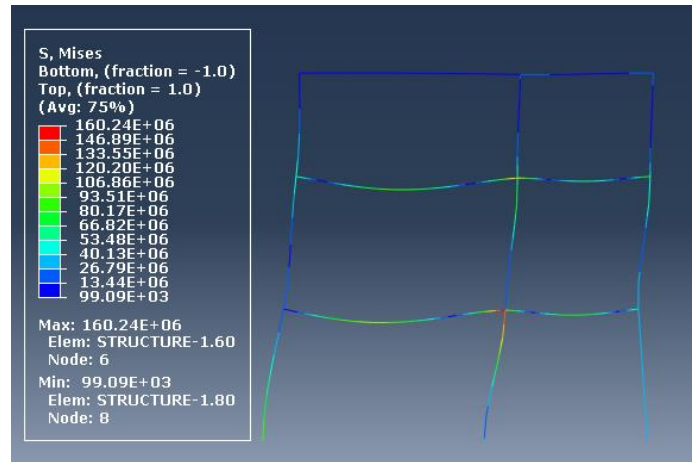 S, Mises
Bottom, (fraction = -1.0)
Top, (fraction = 1.0)
(Avg: 75%)
160.24E+06
146.89E+06
133.55E+06
120.20E+06
106.86E+06
93.51E+06
80.17E+06
66.82E+06
53.48E+06
40.13E+06
26.79E+06
13.44E+06
99.09E+03
Max: 160.24E+06
Elem: STRUCTURE-1.60
Node: 6
Min: 99.09E+03
Elem: STRUCTURE-1.80
Node: 8